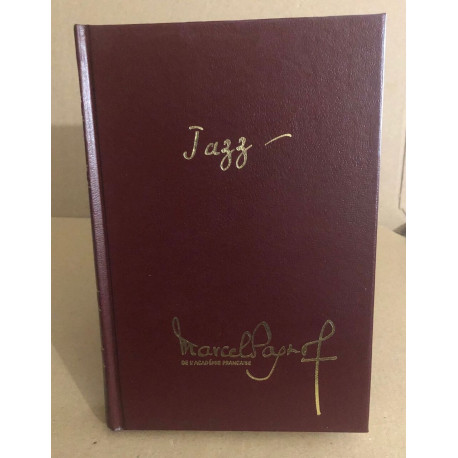 Jazz –
Marcel Pagnol
DE L'ACADÉMIE FRANÇAISE